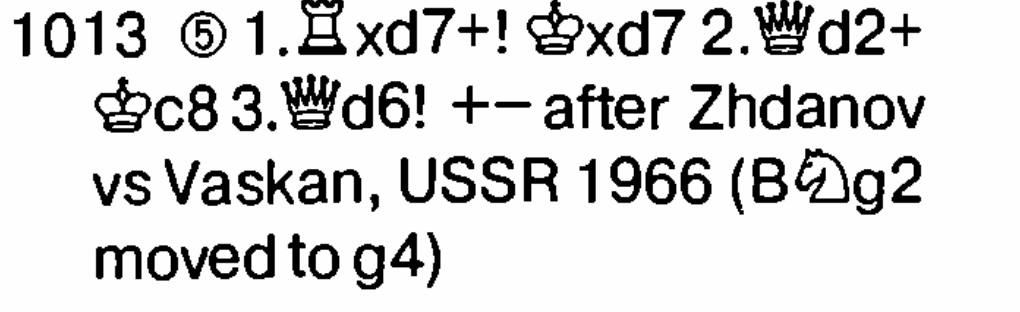 1013 ⑤ 1.♖xd7+! ♔xd7 2.♕d2+
♔c8 3.♕d6! +− after Zhdanov
vs Vaskan, USSR 1966 (B♘g2
moved to g4)